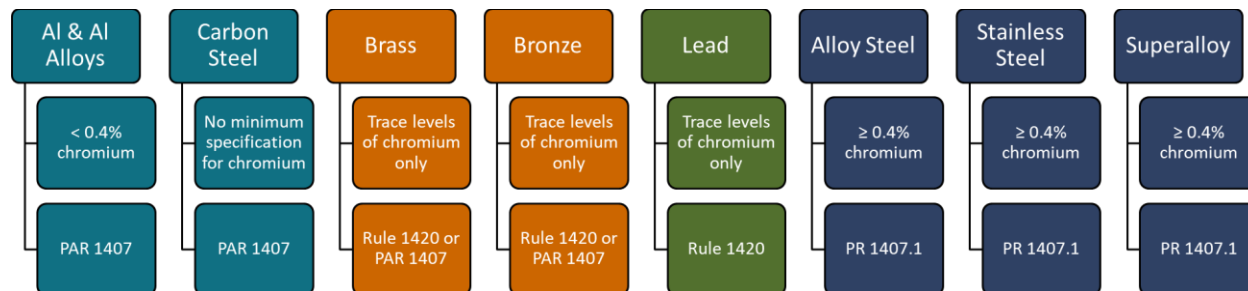 Al & Al
Alloys
< 0.4%
chromium
PAR 1407
Carbon
Steel
No minimum
specification
for chromium
PAR 1407
Brass
Trace levels
of chromium
only
Rule 1420 or
PAR 1407
Bronze
Trace levels
of chromium
only
Rule 1420 or
PAR 1407
Lead
Trace levels
of chromium
only
Rule 1420
Alloy Steel
≥ 0.4%
chromium
PR 1407.1
Stainless
Steel
≥ 0.4%
chromium
PR 1407.1
Superalloy
≥ 0.4%
chromium
PR 1407.1